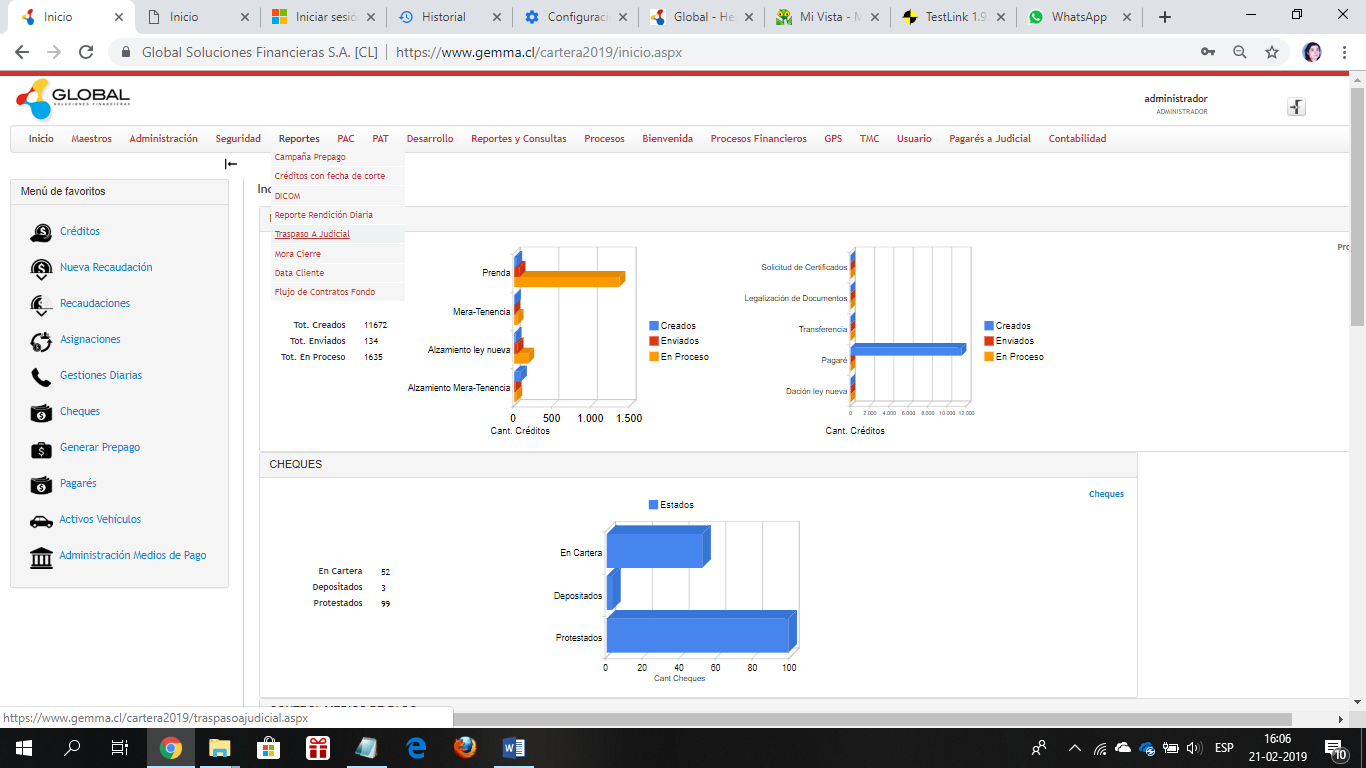 Inicio
Inicio
Iniciar sesió
Historial
Configuraci
Global - He
Mi Vista - M
TestLink 1.9
WhatsApp
Global Soluciones Financieras S.A. [CL] | https://www.gemma.cl/cartera2019/inicio.aspx
GLOBAL
SOLUCIONES FINANCIERAS
administrador
ADMINISTRADOR
Inicio Maestros Administración Seguridad Reportes PAC PAT Desarrollo Reportes y Consultas Procesos Bienvenida Procesos Financieros GPS TMC Usuario Pagarés a Judicial Contabilidad
Campaña Prepago
Créditos con fecha de corte
DICOM
Reporte Rendición Diaria
Traspaso A Judicial
Mora Cierre
Data Cliente
Flujo de Contratos Fondo
Menú de favoritos
Créditos
Nueva Recaudación
Recaudaciones
Asignaciones
Gestiones Diarias
Cheques
Generar Prepago
Pagarés
Activos Vehículos
Administración Medios de Pago
Pro
Tot. Creados 11672
Tot. Enviados 134
Tot. En Proceso 1635
Prenda
Mera-Tenencia
Alzamiento ley nueva
Alzamiento Mera-Tenencia
0 500 1.000 1.500
Cant. Créditos
Creados
Enviados
En Proceso
Solicitud de Certificados
Legalización de Documentos
Transferencia
Pagaré
Dación ley nueva
0 2.000 4.000 6.000 8.000 10.000 12.000
Cant. Créditos
Creados
Enviados
En Proceso
CHEQUES
Cheques
Estados
En Cartera 52
Depositados 3
Protestados 99
En Cartera
Depositados
Protestados
0 20 40 60 80 100
Cant Cheques
https://www.gemma.cl/cartera2019/traspasoajudicial.aspx
ESP
16:06
21-02-2019
10